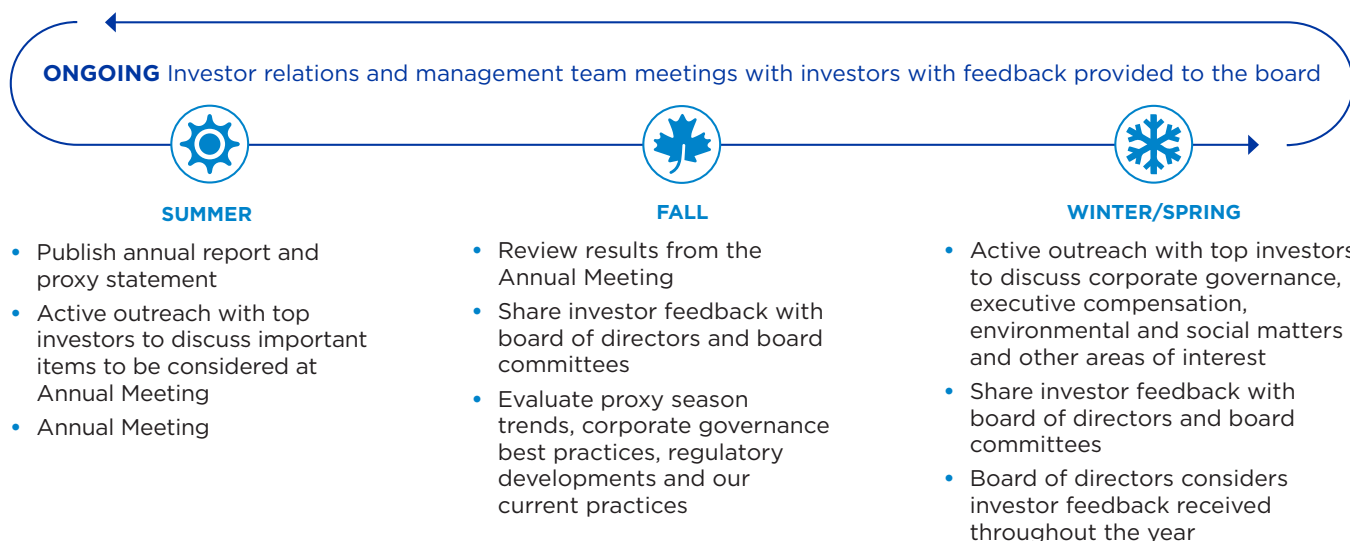 ONGOING Investor relations and management team meetings with investors with feedback provided to the board
SUMMER
• Publish annual report and
proxy statement
• Active outreach with top
investors to discuss important
items to be considered at
Annual Meeting
• Annual Meeting
FALL
• Review results from the
Annual Meeting
• Share investor feedback with
board of directors and board
committees
• Evaluate proxy season
trends, corporate governance
best practices, regulatory
developments and our
current practices
WINTER/SPRING
• Active outreach with top investors
to discuss corporate governance,
executive compensation,
environmental and social matters
and other areas of interest
• Share investor feedback with
board of directors and board
committees
• Board of directors considers
investor feedback received
throughout the year